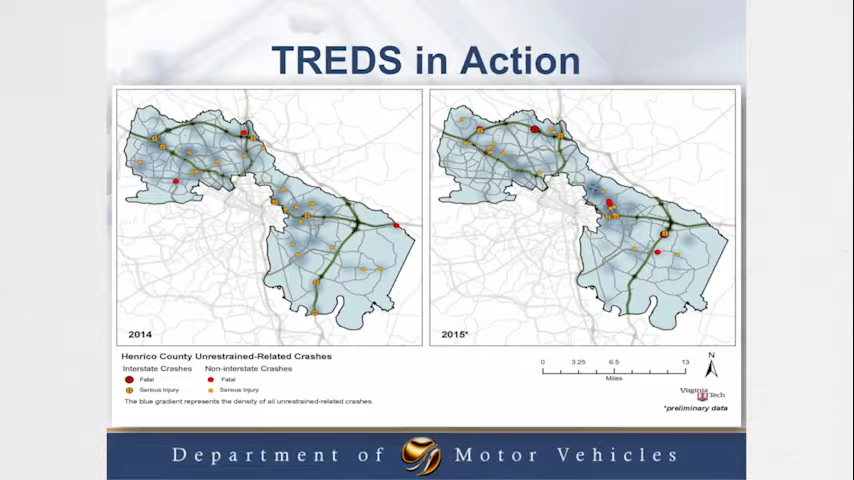 TREDS in Action
2014
2015*
Henrico County Unrestrained-Related Crashes
Interstate Crashes
Fatal
Serious Injury
Non-interstate Crashes
Fatal
Serious Injury
The blue gradient represents the density of all unrestrained-related crashes.
0 3.25 6.5 13
Miles
N
Virginia
Tech
*preliminary data
Department of Motor Vehicles